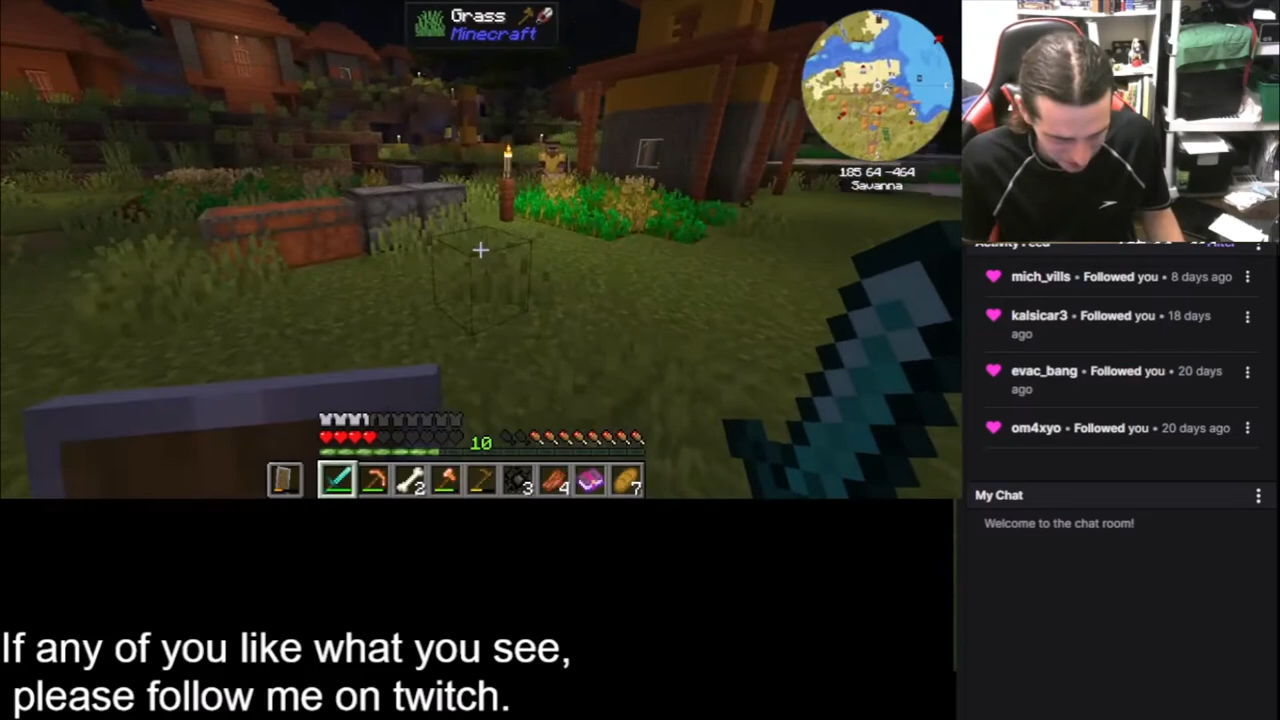 Grass
Minecraft
185 64 -464
Savanna
10
2
3
4
7
mich_vills • Followed you • 8 days ago
kalsicar3 • Followed you • 18 days
ago
evac_bang • Followed you • 20 days
ago
om4xyo • Followed you • 20 days ago
My Chat
Welcome to the chat room!
If any of you like what you see,
please follow me on twitch.